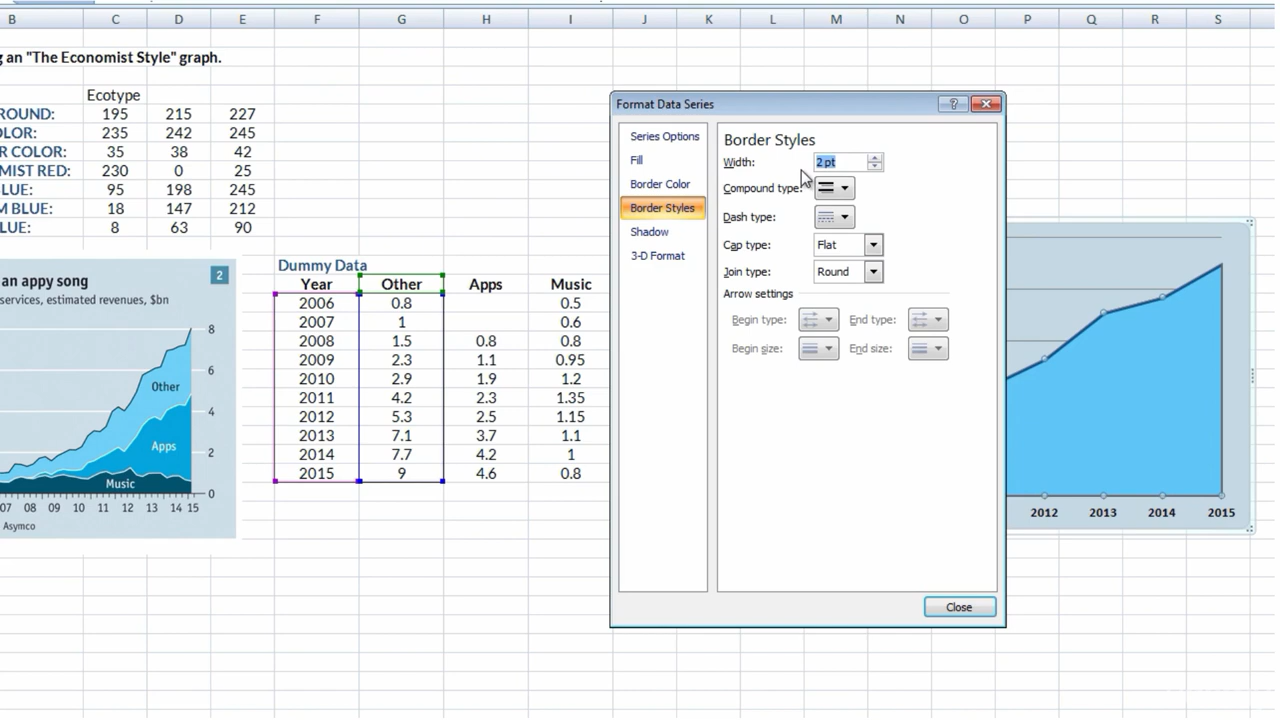 B C D E F G H I J K L M N O P Q R S
g an "The Economist Style" graph.
Ecotype
ROUND: 195 215 227
OLOR: 235 242 245
R COLOR: 35 38 42
MIST RED: 230 0 25
LUE: 95 198 245
M BLUE: 18 147 212
LUE: 8 63 90
an appy song 2
services, estimated revenues, $bn
8
6
Other
4
Apps
2
Music
0
07 08 09 10 11 12 13 14 15
Asymco
Dummy Data
Year Other Apps Music
2006 0.8 0.5
2007 1 0.6
2008 1.5 0.8 0.8
2009 2.3 1.1 0.95
2010 2.9 1.9 1.2
2011 4.2 2.3 1.35
2012 5.3 2.5 1.15
2013 7.1 3.7 1.1
2014 7.7 4.2 1
2015 9 4.6 0.8
Format Data Series
Series Options
Fill
Border Color
Border Styles
Shadow
3-D Format
Border Styles
Width: 2 pt
Compound type:
Dash type:
Cap type: Flat
Join type: Round
Arrow settings
Begin type: End type:
Begin size: End size:
Close
2012 2013 2014 2015